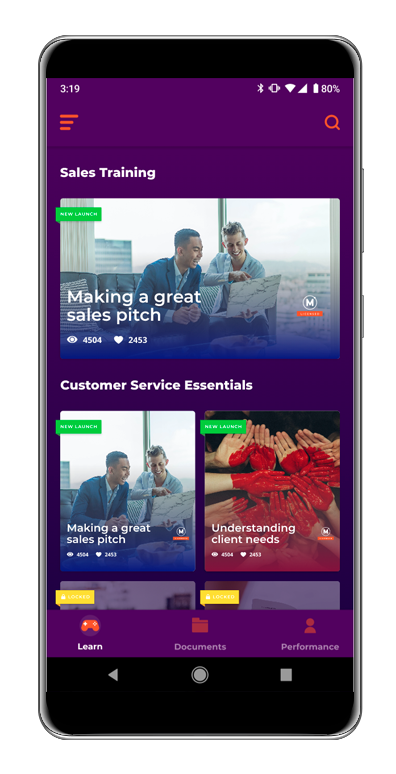 3:19
80%
Sales Training
NEW LAUNCH
Making a great
sales pitch
M
4504 2453
Customer Service Essentials
NEW LAUNCH
NEW LAUNCH
Making a great
sales pitch
4504 2453
Understanding
client needs
4504 2453
LOCKED
LOCKED
Learn
Documents
Performance